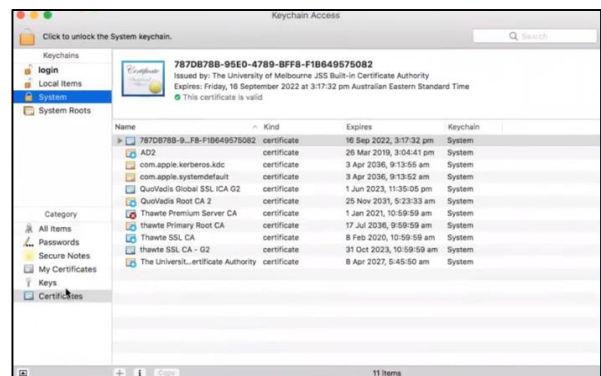 Keychain Access
Click to unlock the System keychain.
Search
Keychains
login
Local Items
System
System Roots
Certificate
787DB78B-95E0-4789-BFF8-F1B649575082
Issued by: The University of Melbourne JSS Built-in Certificate Authority
Expires: Friday, 16 September 2022 at 3:17:32 pm Australian Eastern Standard Time
This certificate is valid
Name Kind Expires Keychain
787DB78B-9...F8-F1B649575082 certificate 16 Sep 2022, 3:17:32 pm System
AD2 certificate 26 Mar 2019, 3:04:41 pm System
com.apple.kerberos.kdc certificate 3 Apr 2036, 9:13:55 am System
com.apple.systemdefault certificate 3 Apr 2036, 9:13:52 am System
QuoVadis Global SSL ICA G2 certificate 1 Jun 2023, 11:35:05 pm System
QuoVadis Root CA 2 certificate 25 Nov 2031, 5:23:33 am System
Thawte Premium Server CA certificate 1 Jan 2021, 10:59:59 am System
thawte Primary Root CA certificate 17 Jul 2036, 9:59:59 am System
Thawte SSL CA certificate 8 Feb 2020, 10:59:59 am System
thawte SSL CA - G2 certificate 31 Oct 2023, 10:59:59 am System
The Universit...ertificate Authority certificate 8 Apr 2027, 5:45:50 am System
Category
All Items
Passwords
Secure Notes
My Certificates
Keys
Certificates
+ i Copy 11 items